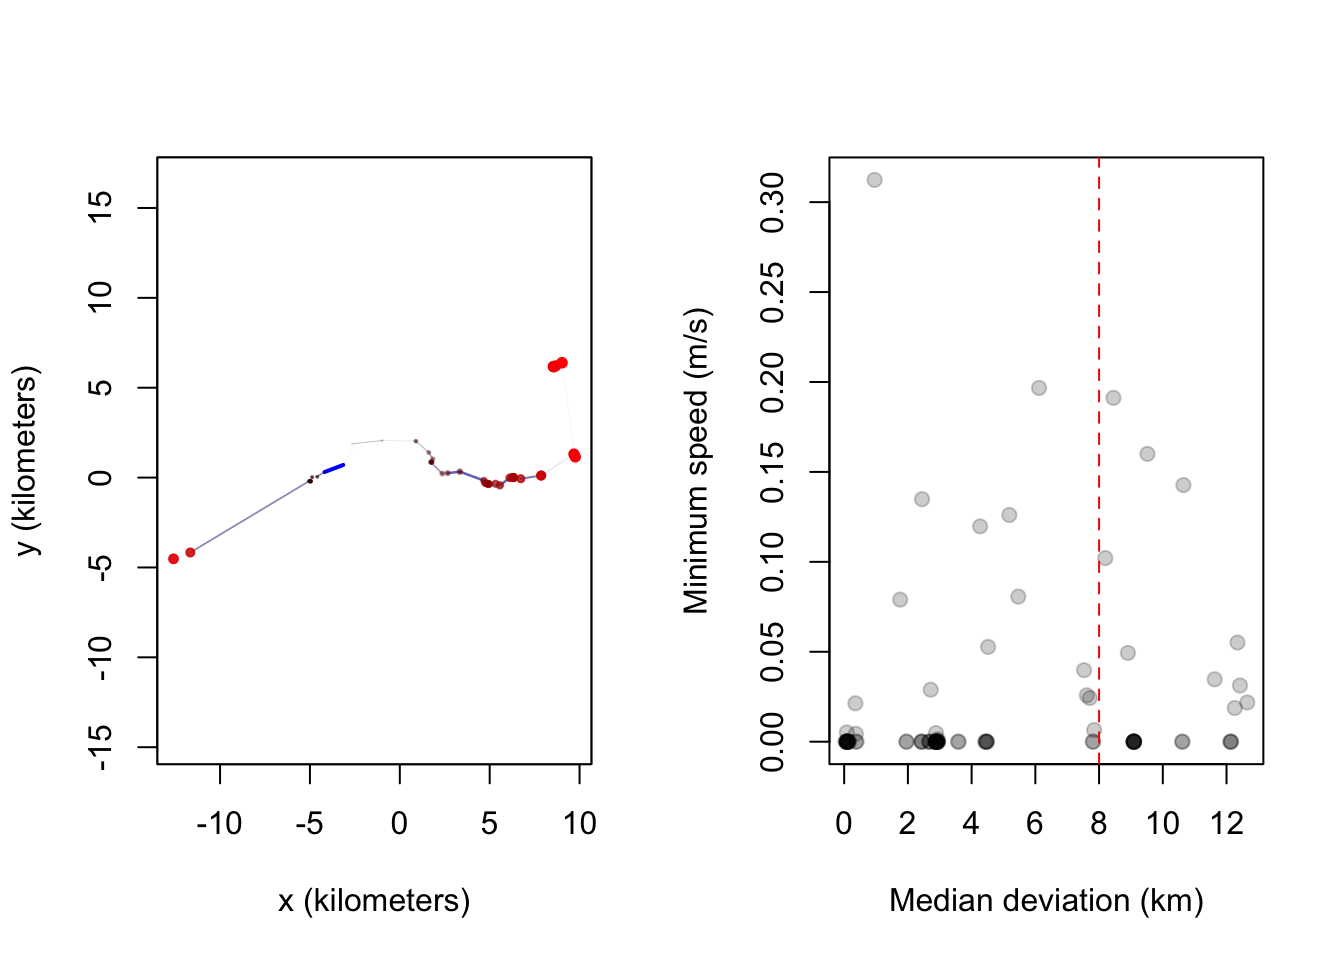 y (kilometers)
15
10
5
0
-5
-10
-15
-10 -5 0 5 10
x (kilometers)
Minimum speed (m/s)
0.30
0.25
0.20
0.15
0.10
0.05
0.00
0 2 4 6 8 10 12
Median deviation (km)